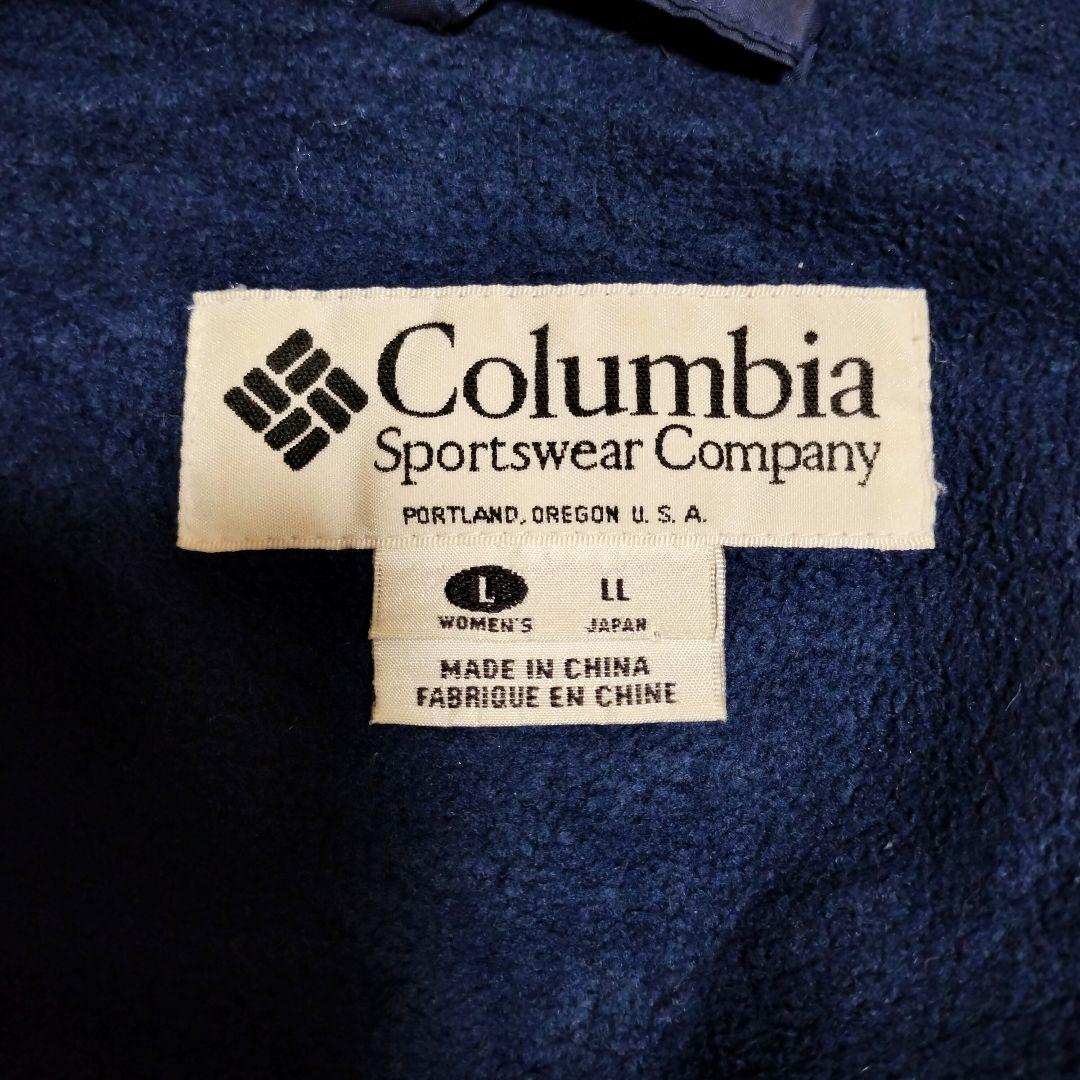 Columbia
Sportswear Company
PORTLAND, OREGON U. S. A.
L LL
WOMEN'S JAPAN
MADE IN CHINA
FABRIQUE EN CHINE